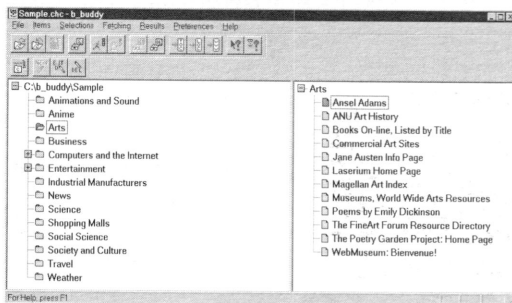 Sample.chc - b_buddy
File Items Selections Fetching Results Preferences Help
C:\b_buddy\Sample
Animations and Sound
Anime
Arts
Business
Computers and the Internet
Entertainment
Industrial Manufacturers
News
Science
Shopping Malls
Social Science
Society and Culture
Travel
Weather
Arts
Ansel Adams
ANU Art History
Books On-line, Listed by Title
Commercial Art Sites
Jane Austen Info Page
Laserium Home Page
Magellan Art Index
Museums, World Wide Arts Resources
Poems by Emily Dickinson
The FineArt Forum Resource Directory
The Poetry Garden Project: Home Page
WebMuseum: Bienvenue!
For Help, press F1